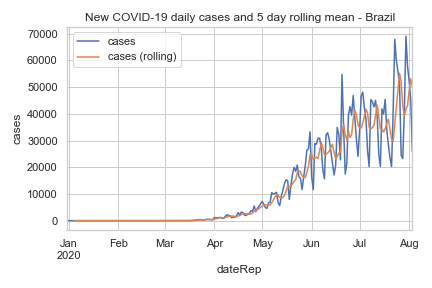 New COVID-19 daily cases and 5 day rolling mean - Brazil
cases
cases (rolling)
70000
60000
50000
40000
30000
20000
10000
0
cases
Jan Feb Mar Apr May Jun Jul Aug
2020
dateRep